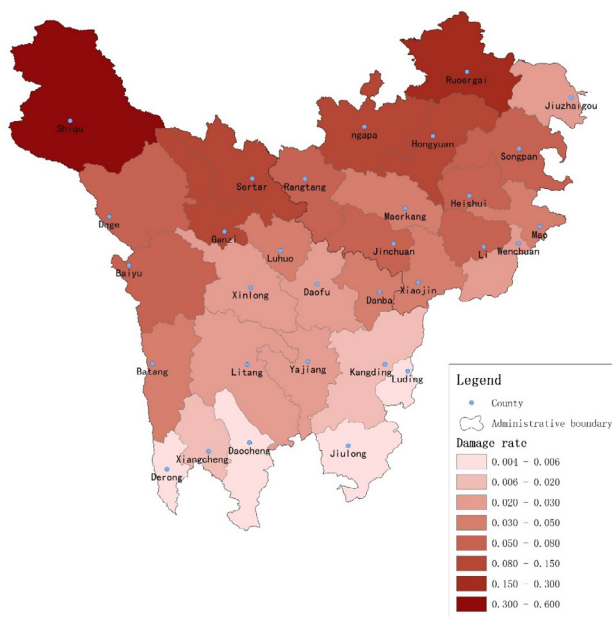 Ruoergai
Jiuzhaigou
Shiqu
ngapa
Hongyuan
Songpan
Sertar
Rangtang
Heishui
Maerkang
Dege
Ganzi
Mao
Jinchuan
Li
Wenchuan
Luhuo
Baiyu
Xinlong
Daofu
Danba
Xiaojin
Batang
Litang
Yajiang
Kangding
Luding
Daocheng
Jiulong
Xiangcheng
Derong
Legend
County
Administrative boundary
Damage rate
0.004 - 0.006
0.006 - 0.020
0.020 - 0.030
0.030 - 0.050
0.050 - 0.080
0.080 - 0.150
0.150 - 0.300
0.300 - 0.600